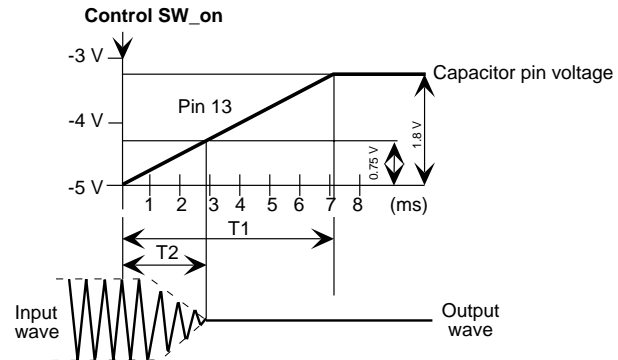 Control SW_on
-3 V
Capacitor pin voltage
Pin 13
-4 V
0.75 V
1.8 V
-5 V
1 2 3 4 5 6 7 8 (ms)
T1
T2
Input
wave
Output
wave